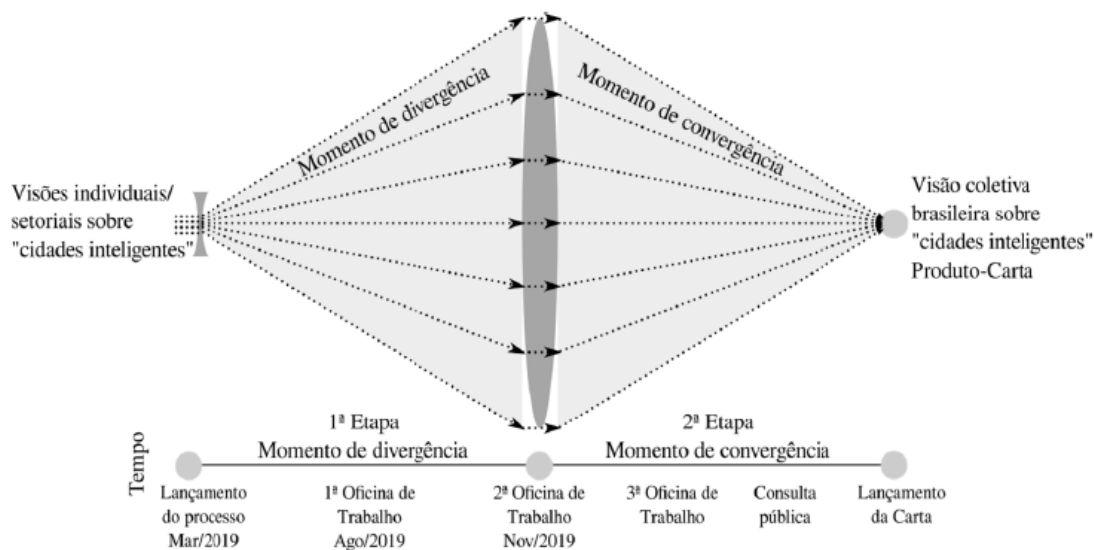 Momento de divergência
Momento de convergência
Visões individuais/
setoriais sobre
"cidades inteligentes"
Visão coletiva
brasileira sobre
"cidades inteligentes"
Produto-Carta
1ª Etapa
Momento de divergência
2ª Etapa
Momento de convergência
Tempo
Lançamento
do processo
Mar/2019
1ª Oficina de
Trabalho
Ago/2019
2ª Oficina de
Trabalho
Nov/2019
3ª Oficina de
Trabalho
Consulta
pública
Lançamento
da Carta